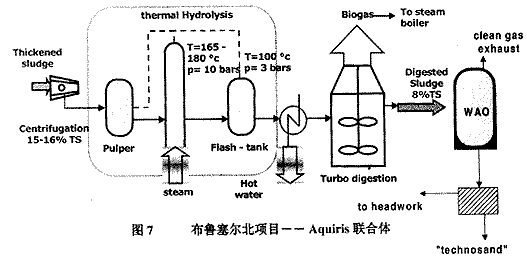 thermal Hydrolysis
Biogas
To steam
boiler
clean gas
exhaust
Thickened
sludge
T=165 -
180 °c
p= 10 bars
T=100 °c
p= 3 bars
Digested
Sludge
8%TS
WAO
Centrifugation
15-16% TS
Pulper
Flash - tank
Turbo digestion
steam
Hot
water
to headwork
"technosand"
图 7 布鲁塞尔北项目—— Aquiris 联合体